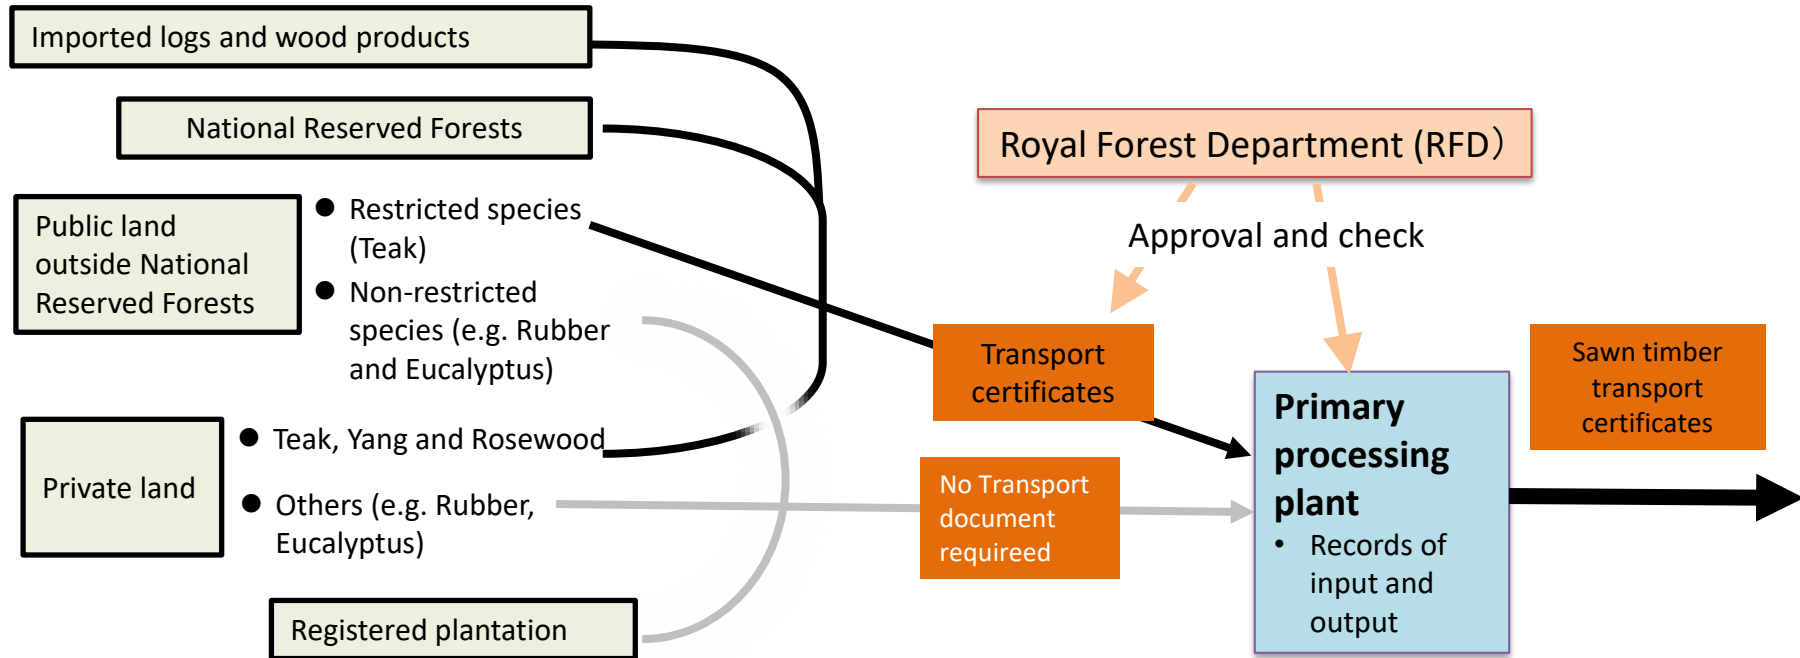 Imported logs and wood products
National Reserved Forests
Public land
outside National
Reserved Forests
● Restricted species
(Teak)
● Non-restricted
species (e.g. Rubber
and Eucalyptus)
Private land
● Teak, Yang and Rosewood
● Others (e.g. Rubber,
Eucalyptus)
Registered plantation
Royal Forest Department (RFD）
Approval and check
Transport
certificates
No Transport
document
requireed
Primary
processing
plant
• Records of
input and
output
Sawn timber
transport
certificates